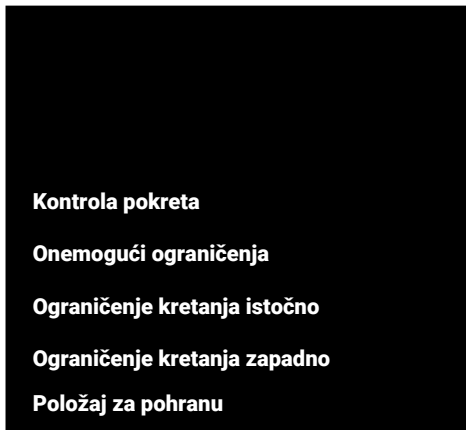 Kontrola pokreta
Onemogući ograničenja
Ograničenje kretanja istočno
Ograničenje kretanja zapadno
Položaj za pohranu